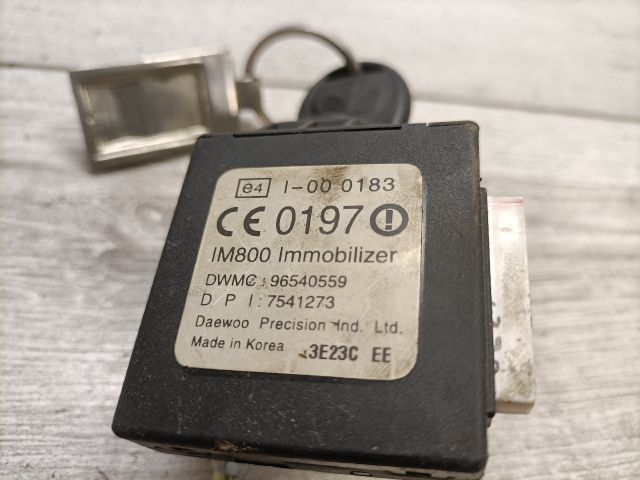 e4 I-00 0183
CE 0197
IM800 Immobilizer
DWMC : 96540559
D P I : 7541273
Daewoo Precision Ind. Ltd.
Made in Korea 3E23C EE